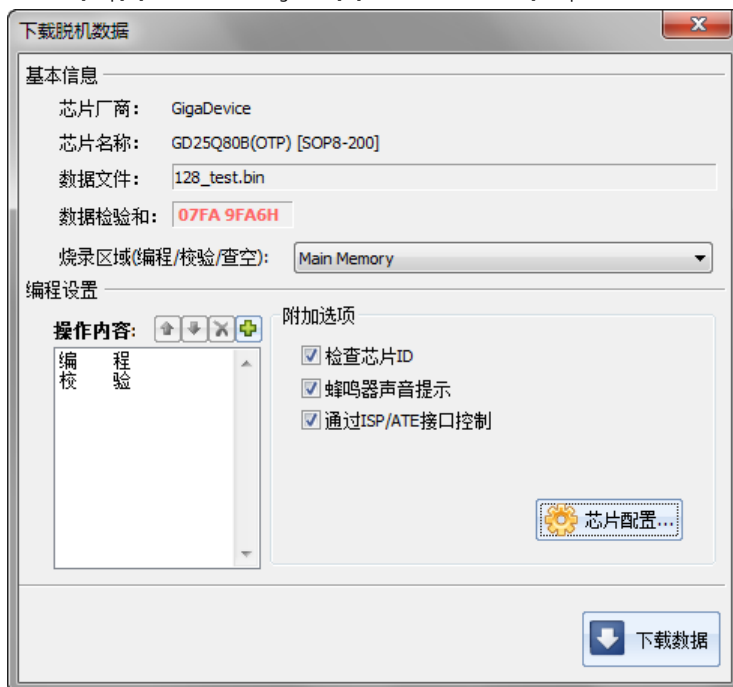 下载脱机数据
基本信息
芯片厂商： GigaDevice
芯片名称： GD25Q80B(OTP) [SOP8-200]
数据文件： 128_test.bin
数据检验和： 07FA 9FA6H
烧录区域(编程/校验/查空)： Main Memory
编程设置
操作内容：
附加选项
编 程
校 验
检查芯片ID
蜂鸣器声音提示
通过ISP/ATE接口控制
芯片配置...
下载数据